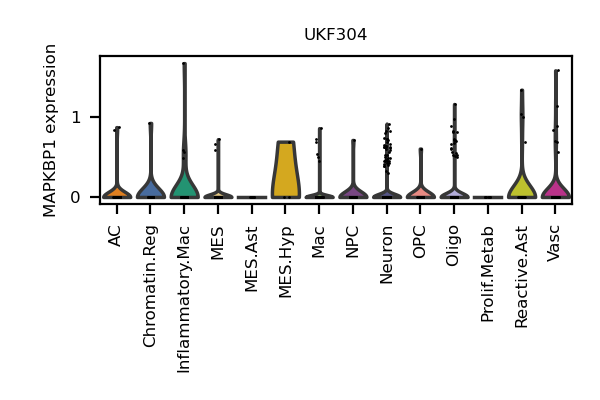 UKF304
MAPKBP1 expression
1
0
AC
Chromatin.Reg
Inflammatory.Mac
MES
MES.Ast
MES.Hyp
Mac
NPC
Neuron
OPC
Oligo
Prolif.Metab
Reactive.Ast
Vasc